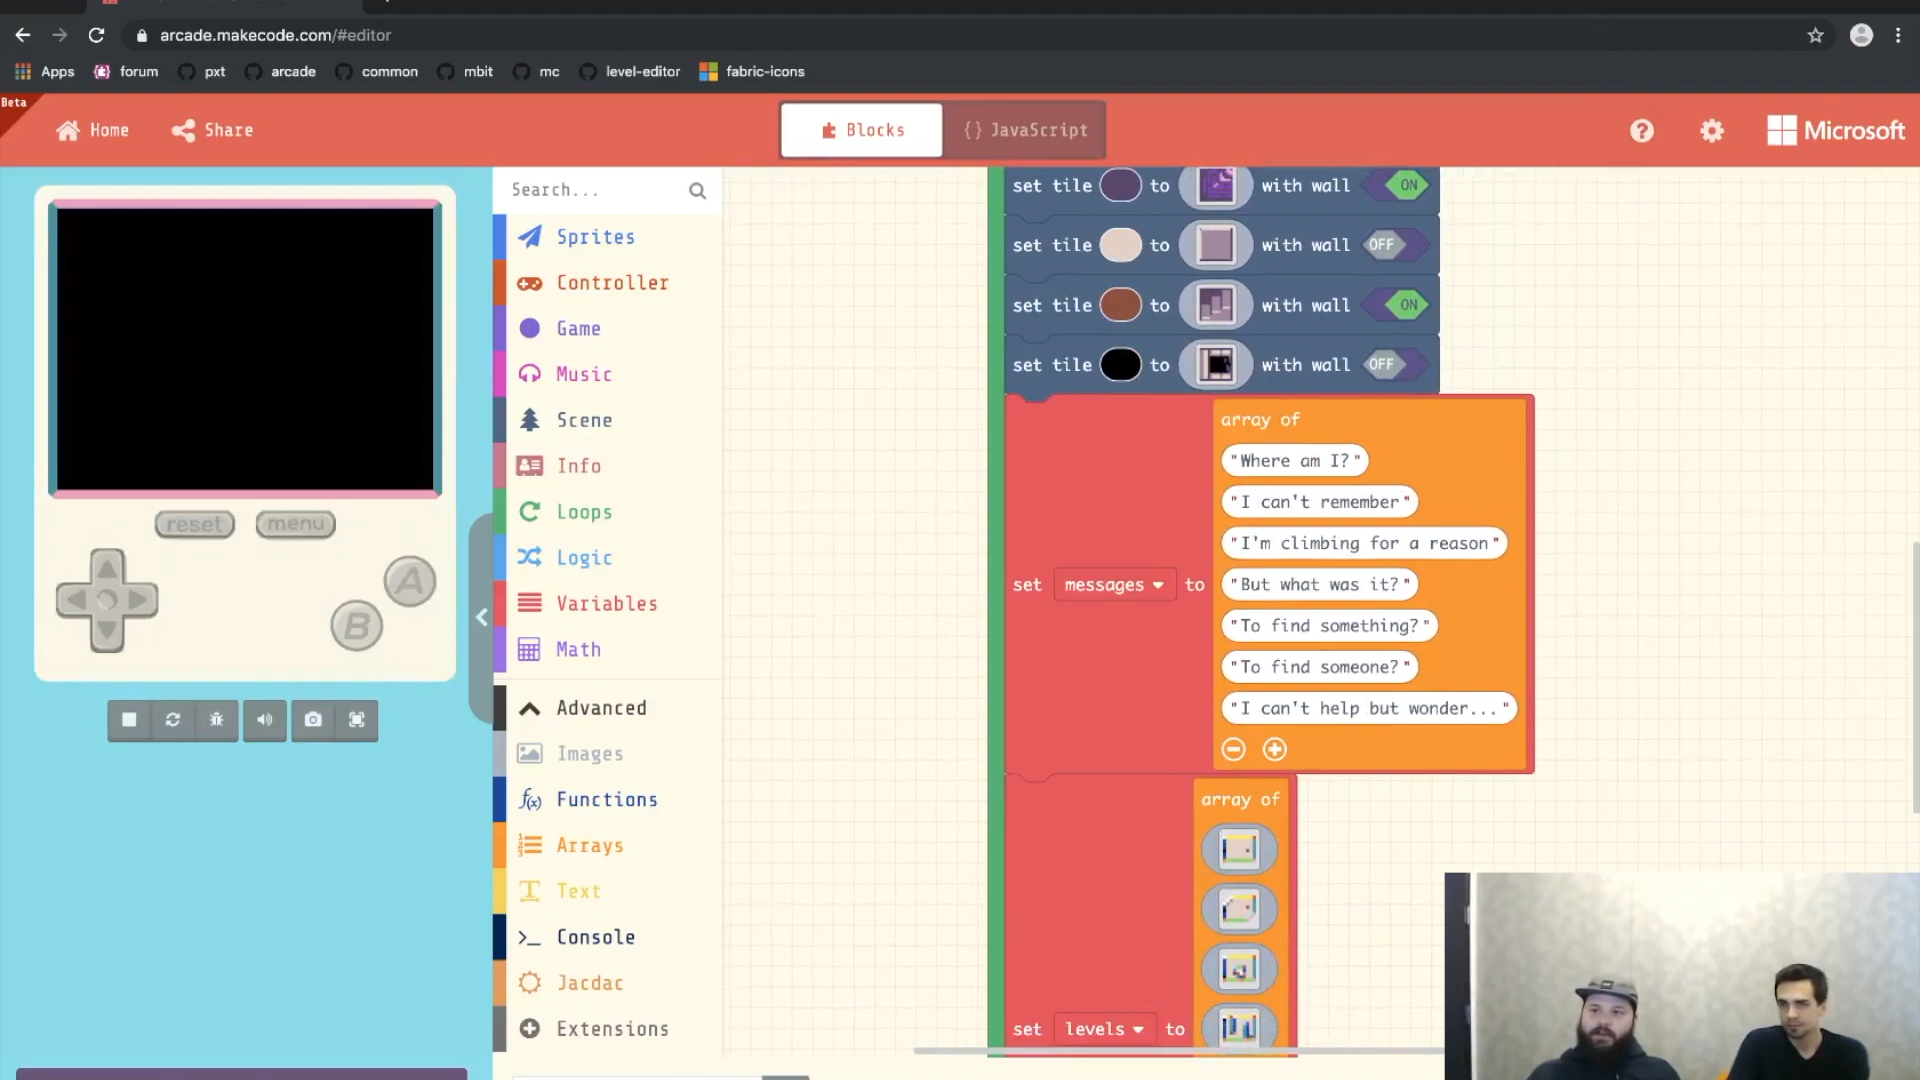 arcade.makecode.com/#editor
Apps forum pxt arcade common mbit mc level-editor fabric-icons
Beta
Home Share Blocks {} JavaScript ? Microsoft
Search...
Sprites
Controller
Game
Music
Scene
Info
Loops
Logic
Variables
Math
Advanced
Images
Functions
Arrays
Text
Console
Jacdac
Extensions
reset menu
A
B
set tile to with wall ON
set tile to with wall OFF
set tile to with wall ON
set tile to with wall OFF
array of
"Where am I?"
"I can't remember"
"I'm climbing for a reason"
set messages to "But what was it?"
"To find something?"
"To find someone?"
"I can't help but wonder..."
array of
set levels to